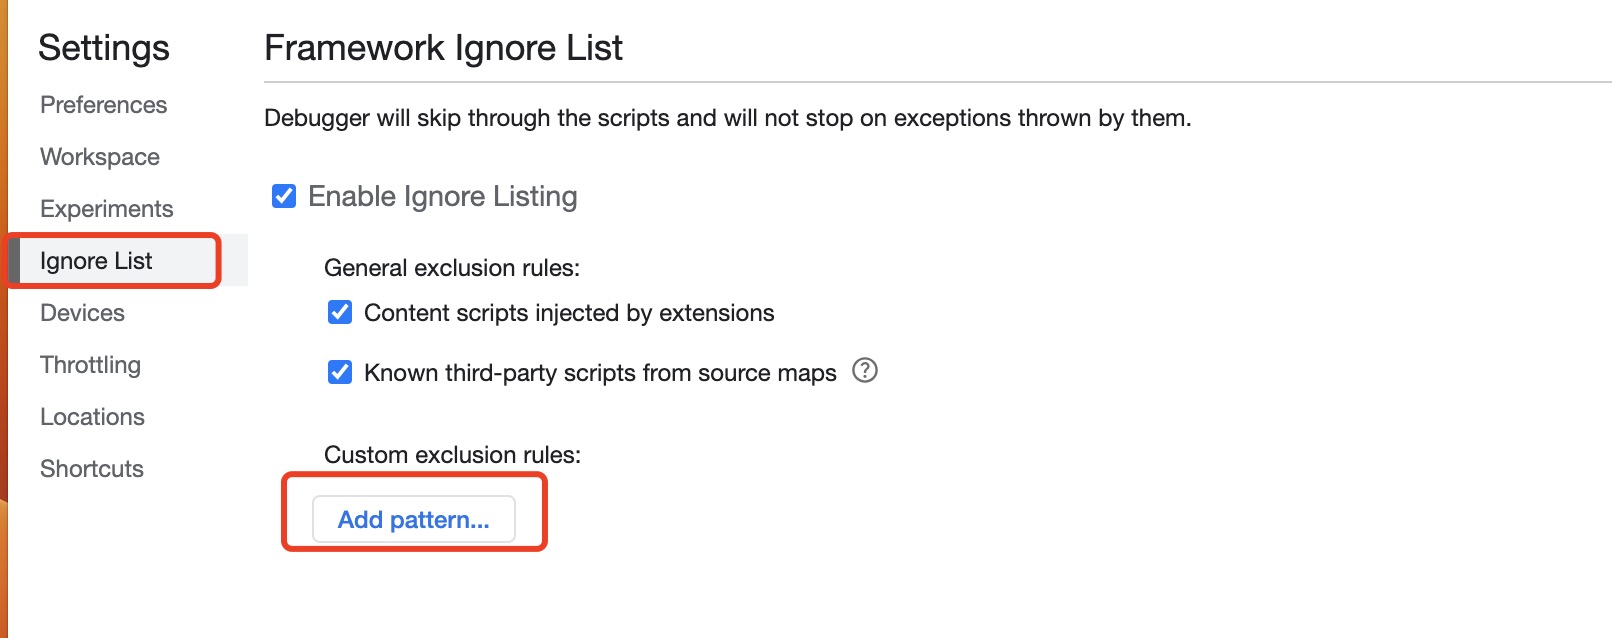 Settings
Preferences
Workspace
Experiments
Ignore List
Devices
Throttling
Locations
Shortcuts
Framework Ignore List
Debugger will skip through the scripts and will not stop on exceptions thrown by them.
Enable Ignore Listing
General exclusion rules:
Content scripts injected by extensions
Known third-party scripts from source maps ?
Custom exclusion rules:
Add pattern...